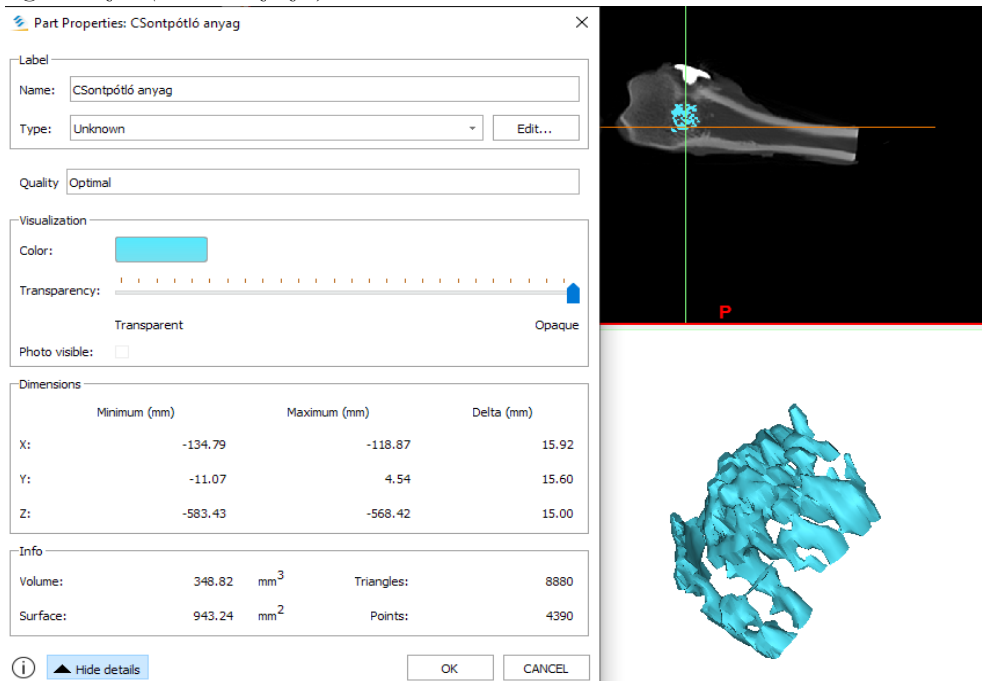 Part Properties: CSontpótló anyag
Label
Name: CSontpótló anyag
Type: Unknown Edit...
Quality Optimal
Visualization
Color:
Transparency:
Transparent Opaque
Photo visible:
Dimensions
Minimum (mm) Maximum (mm) Delta (mm)
X: -134.79 -118.87 15.92
Y: -11.07 4.54 15.60
Z: -583.43 -568.42 15.00
Info
Volume: 348.82 mm3 Triangles: 8880
Surface: 943.24 mm2 Points: 4390
Hide details OK CANCEL
P